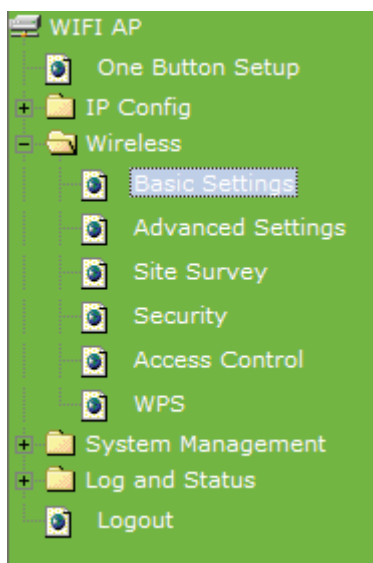 WIFI AP
One Button Setup
IP Config
Wireless
Basic Settings
Advanced Settings
Site Survey
Security
Access Control
WPS
System Management
Log and Status
Logout